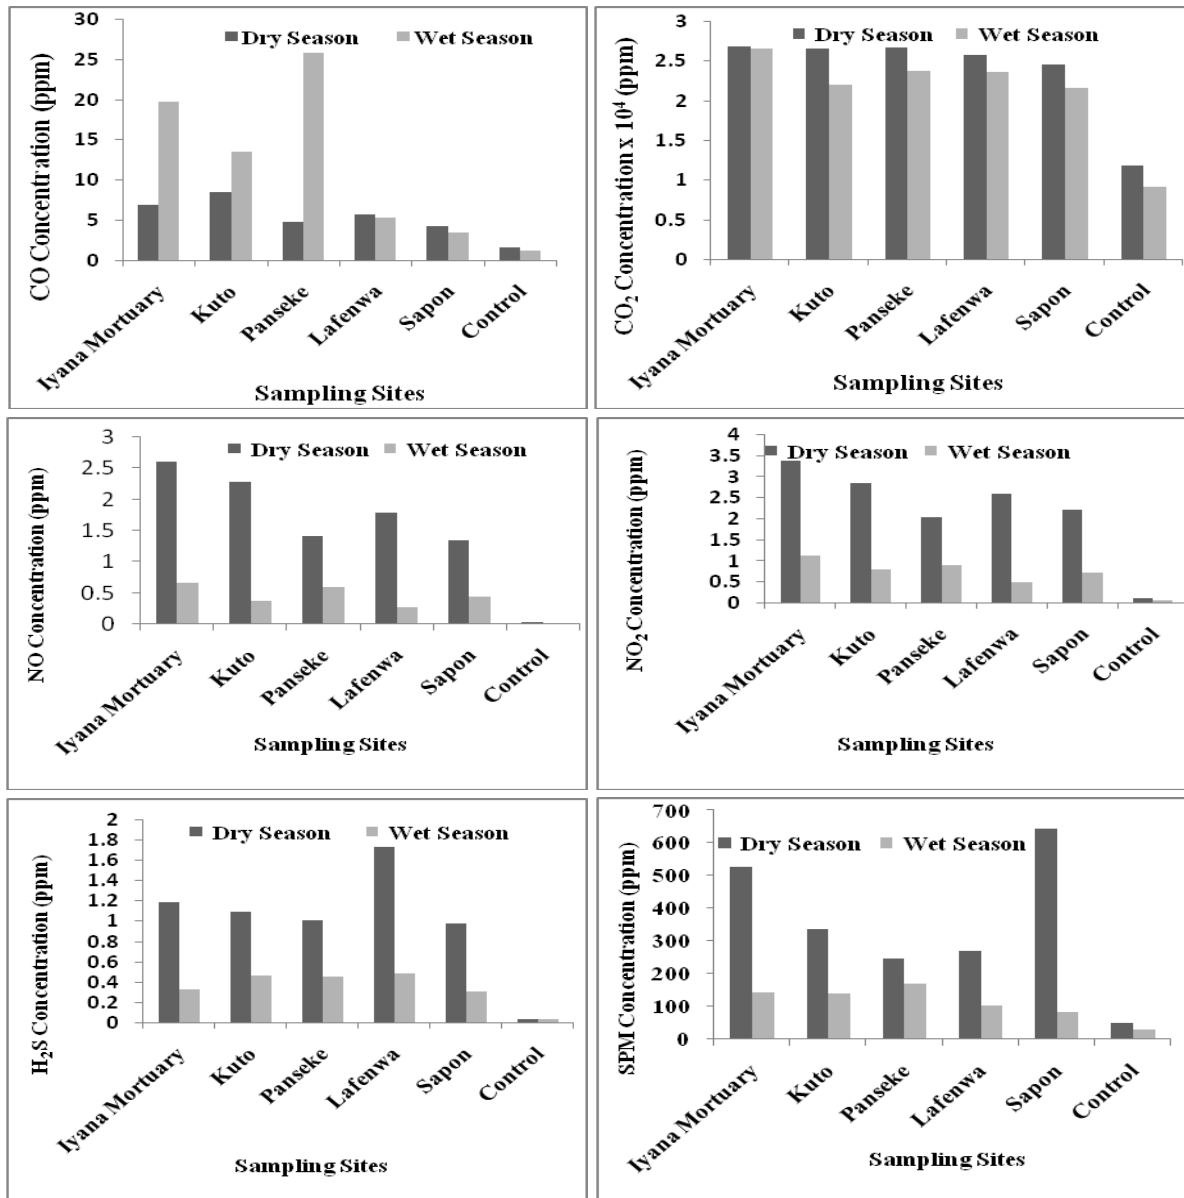 CO Concentration (ppm)
30
25
20
15
10
5
0
Dry Season Wet Season
Iyana Mortuary Kuto Panseke Lafenwa Sapon Control
Sampling Sites
CO₂ Concentration x 10⁴ (ppm)
3
2.5
2
1.5
1
0.5
0
Dry Season Wet Season
Iyana Mortuary Kuto Panseke Lafenwa Sapon Control
Sampling Sites
NO Concentration (ppm)
3
2.5
2
1.5
1
0.5
0
Dry Season Wet Season
Iyana Mortuary Kuto Panseke Lafenwa Sapon Control
Sampling Sites
NO₂ Concentration (ppm)
4
3.5
3
2.5
2
1.5
1
0.5
0
Dry Season Wet Season
Iyana Mortuary Kuto Panseke Lafenwa Sapon Control
Sampling Sites
H₂S Concentration (ppm)
2
1.8
1.6
1.4
1.2
1
0.8
0.6
0.4
0.2
0
Dry Season Wet Season
Iyana Mortuary Kuto Panseke Lafenwa Sapon Control
Sampling Sites
SPM Concentration (ppm)
700
600
500
400
300
200
100
0
Dry Season Wet Season
Iyana Mortuary Kuto Panseke Lafenwa Sapon Control
Sampling Sites